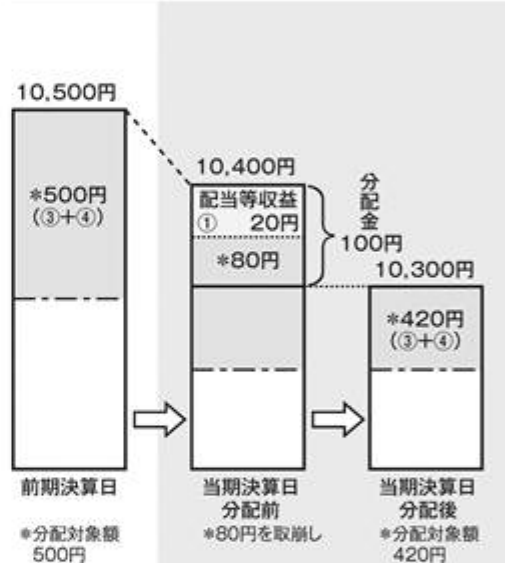 10,500円
*500円
(③+④)
10,400円
配当等収益
① 20円
*80円
分配金
100円
10,300円
*420円
(③+④)
前期決算日
*分配対象額
500円
当期決算日
分配前
*80円を取崩し
当期決算日
分配後
*分配対象額
420円